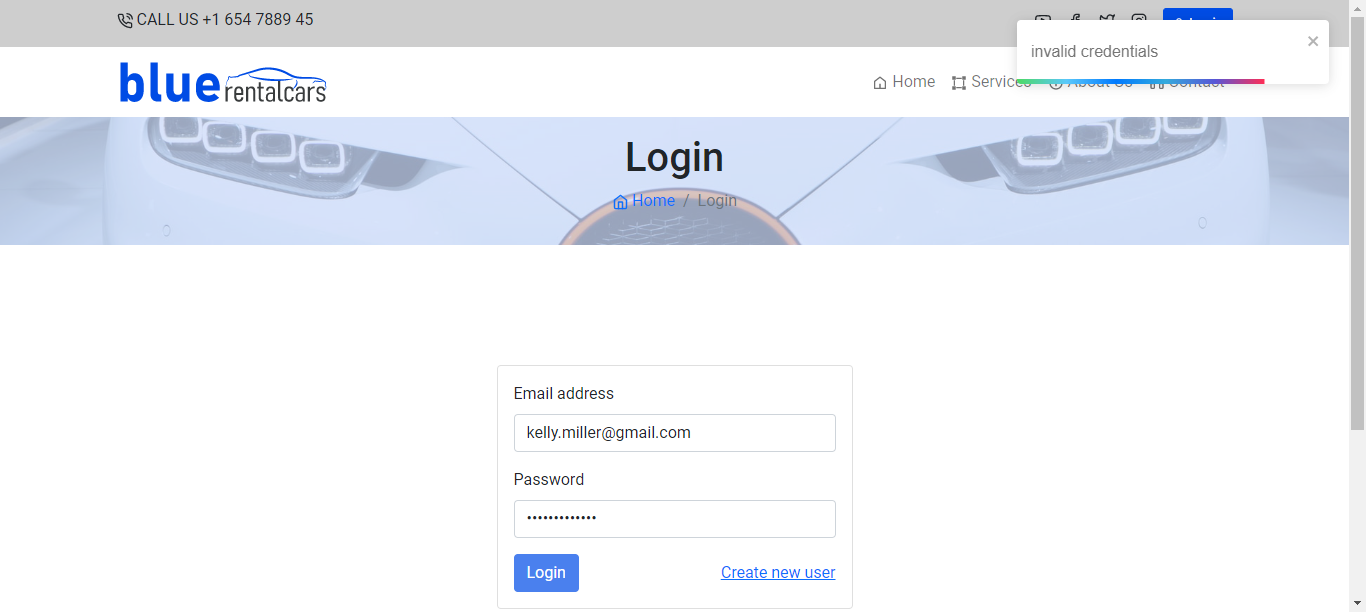 CALL US +1 654 7889 45
invalid credentials
blue rentalcars
Home Services About Us Contact
Login
Home / Login
Email address
kelly.miller@gmail.com
Password
•••••••••••••
Login Create new user